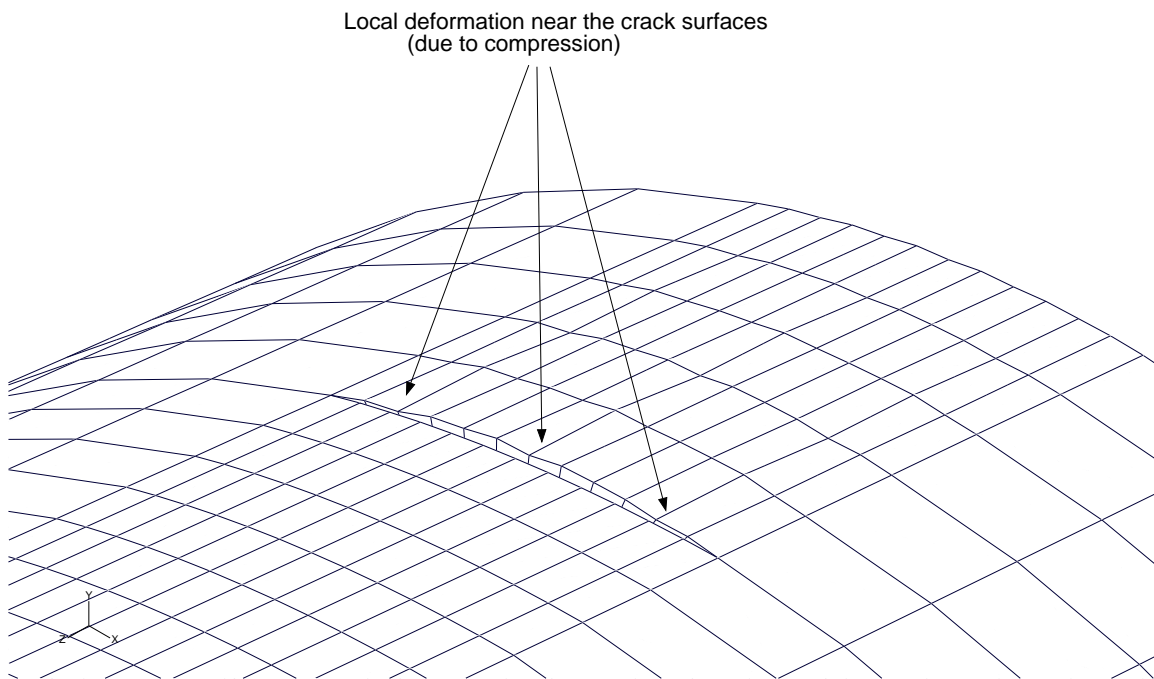 Local deformation near the crack surfaces
(due to compression)
Y
Z
X